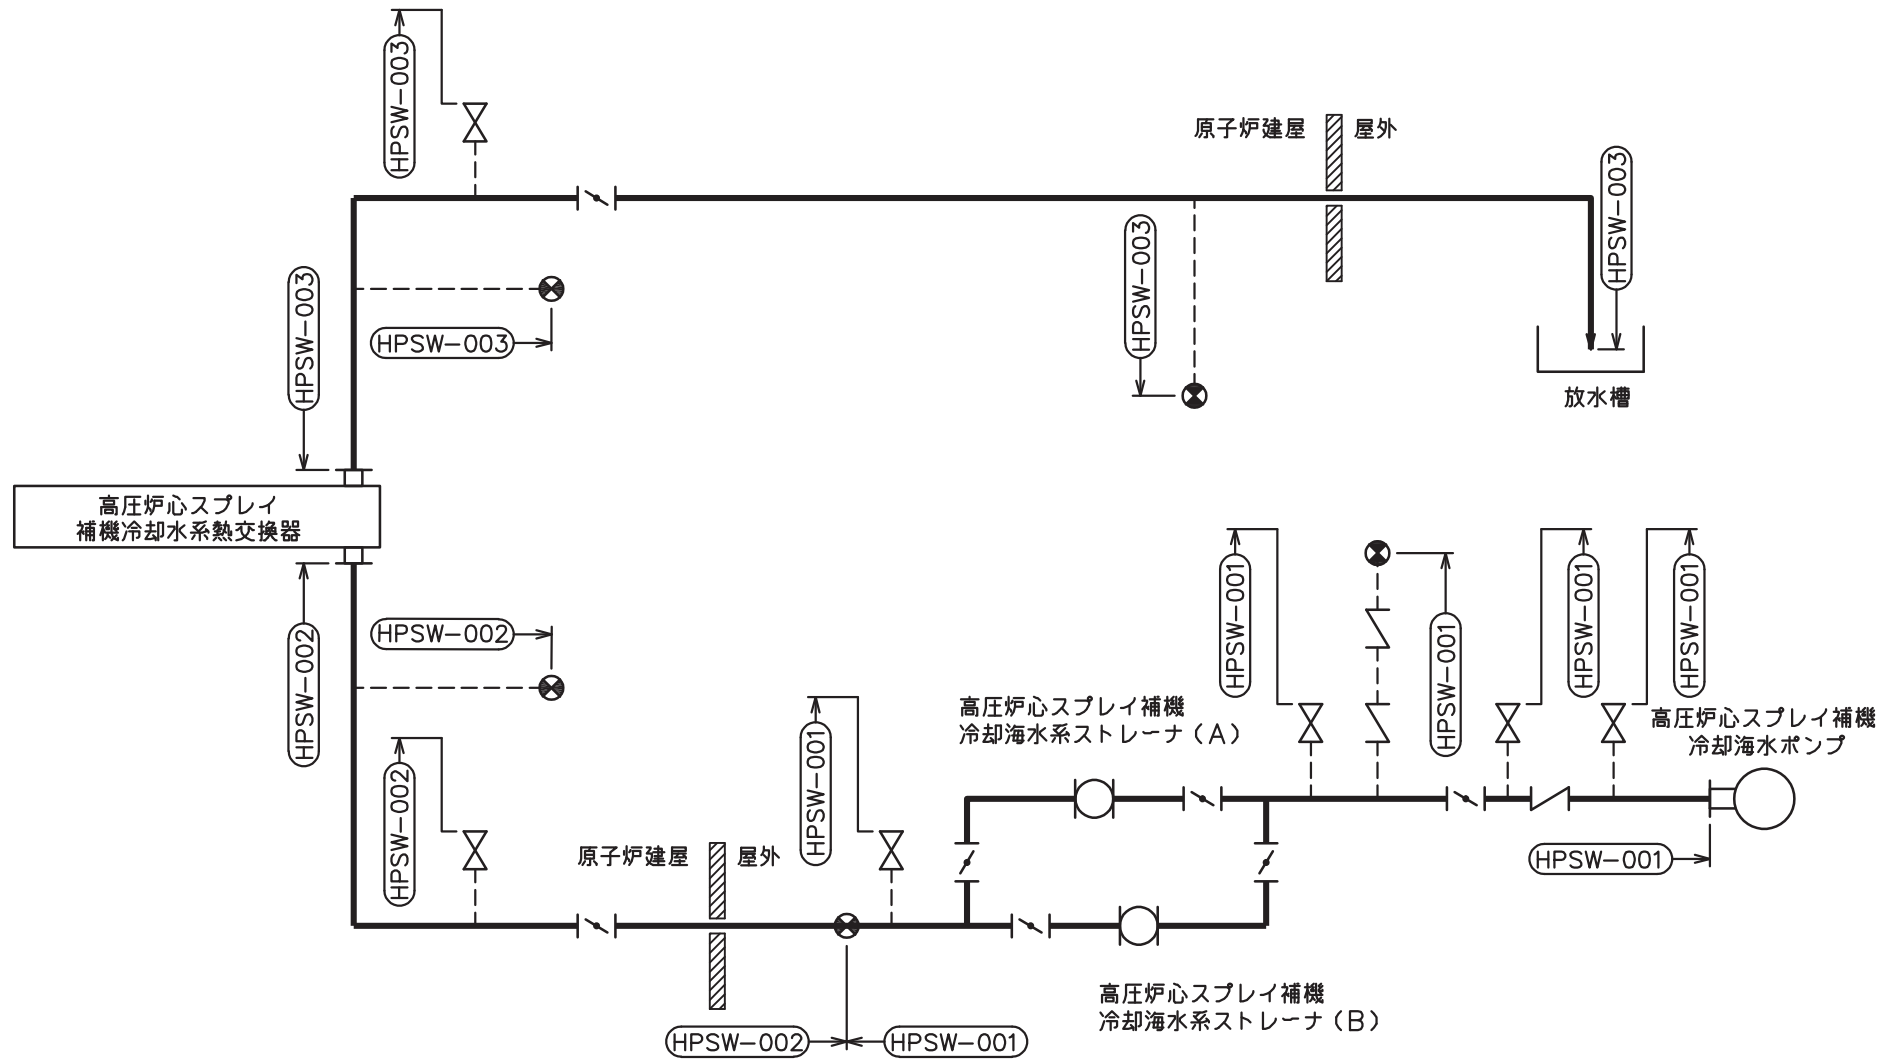 HPSW-003
原子炉建屋
屋外
HPSW-003
HPSW-003
HPSW-003
HPSW-003
放水槽
高圧炉心スプレイ
補機冷却水系熱交換器
HPSW-002
HPSW-002
HPSW-002
HPSW-001
HPSW-001
HPSW-001
HPSW-001
HPSW-001
高圧炉心スプレイ補機
冷却海水系ストレーナ(A)
高圧炉心スプレイ補機
冷却海水ポンプ
原子炉建屋
屋外
HPSW-001
高圧炉心スプレイ補機
冷却海水系ストレーナ(B)
HPSW-002
HPSW-001